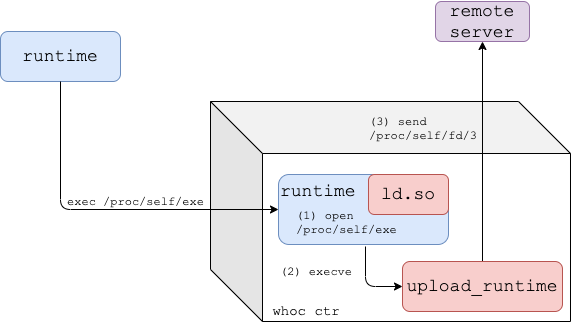 remote
server
runtime
(3) send
/proc/self/fd/3
runtime
ld.so
exec /proc/self/exe
(1) open
/proc/self/exe
(2) execve
upload_runtime
whoc ctr